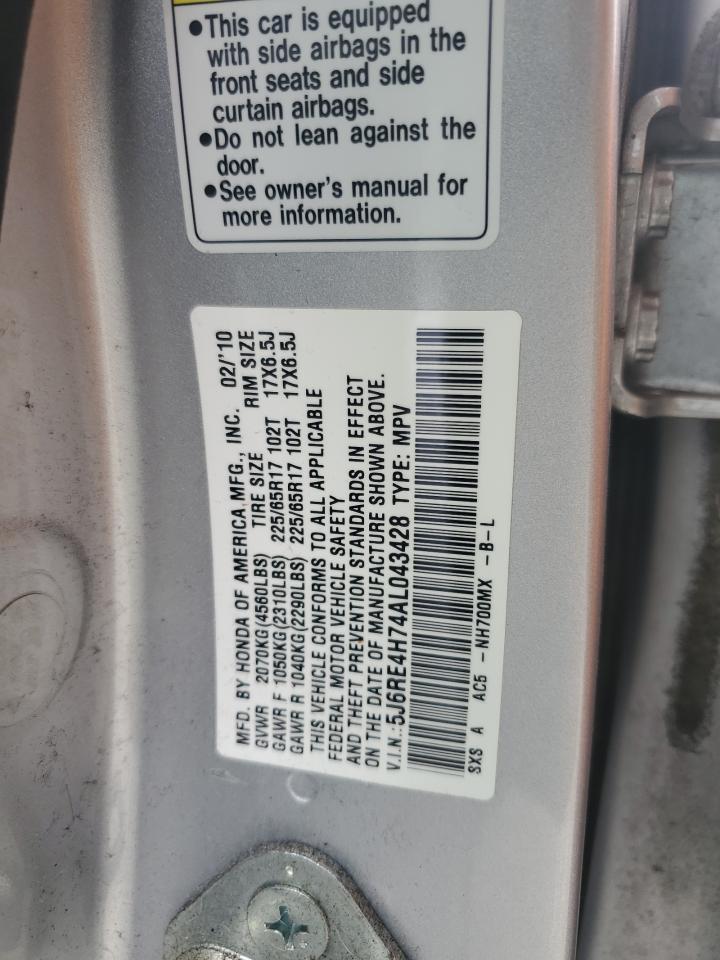 ●This car is equipped
with side airbags in the
front seats and side
curtain airbags.
●Do not lean against the
door.
●See owner's manual for
more information.
MFD. BY HONDA OF AMERICA MFG., INC. 02/'10
GVWR 2070KG(4560LBS) TIRE SIZE RIM SIZE
GAWR F 1050KG(2310LBS) 225/65R17 102T 17X6.5J
GAWR R 1040KG(2290LBS) 225/65R17 102T 17X6.5J
THIS VEHICLE CONFORMS TO ALL APPLICABLE
FEDERAL MOTOR VEHICLE SAFETY
AND THEFT PREVENTION STANDARDS IN EFFECT
ON THE DATE OF MANUFACTURE SHOWN ABOVE.
V.I.N.:5J6RE4H74AL043428 TYPE: MPV
SXS A AC5 -NH700MX -B-L